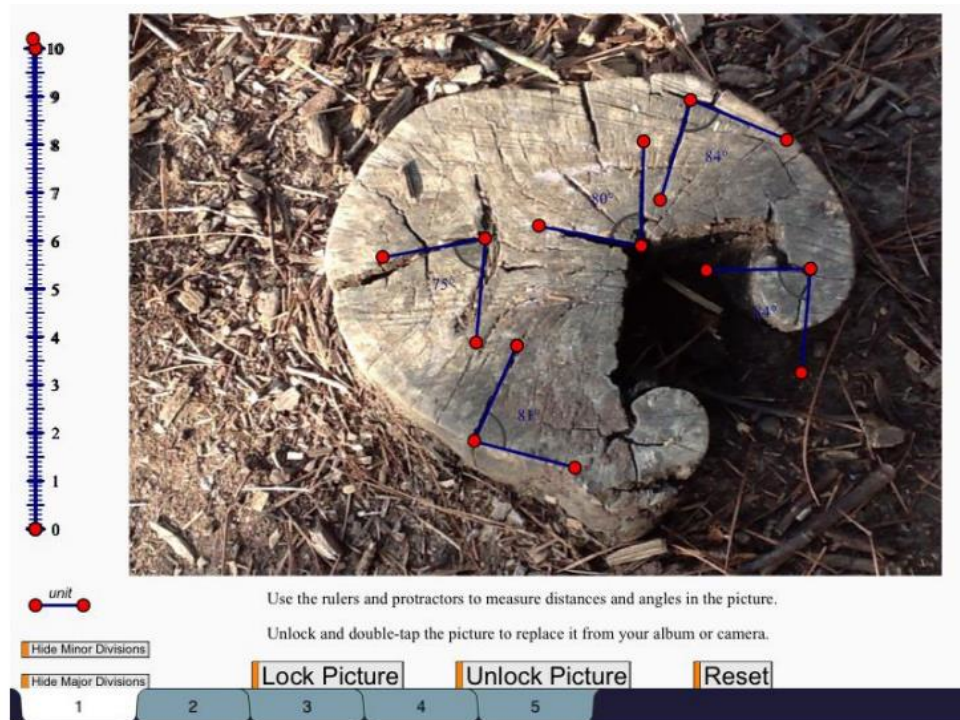 10
9
8
7
6
5
4
3
2
1
0
84°
80°
75°
84°
81°
unit
Use the rulers and protractors to measure distances and angles in the picture.
Unlock and double-tap the picture to replace it from your album or camera.
Hide Minor Divisions
Hide Major Divisions
Lock Picture
Unlock Picture
Reset
1 2 3 4 5